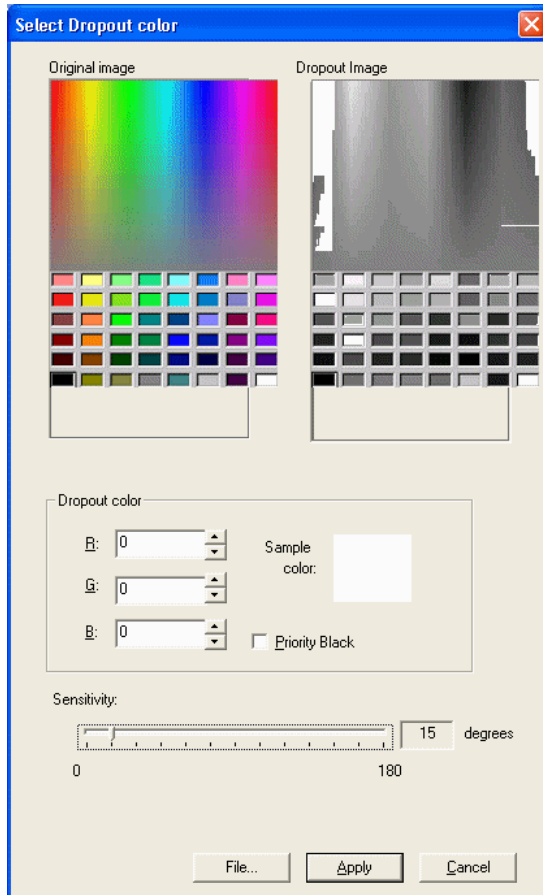 Select Dropout color
Original image
Dropout Image
Dropout color
R: 0
G: 0
B: 0
Sample color:
Priority Black
Sensitivity:
15 degrees
0 180
File... Apply Cancel